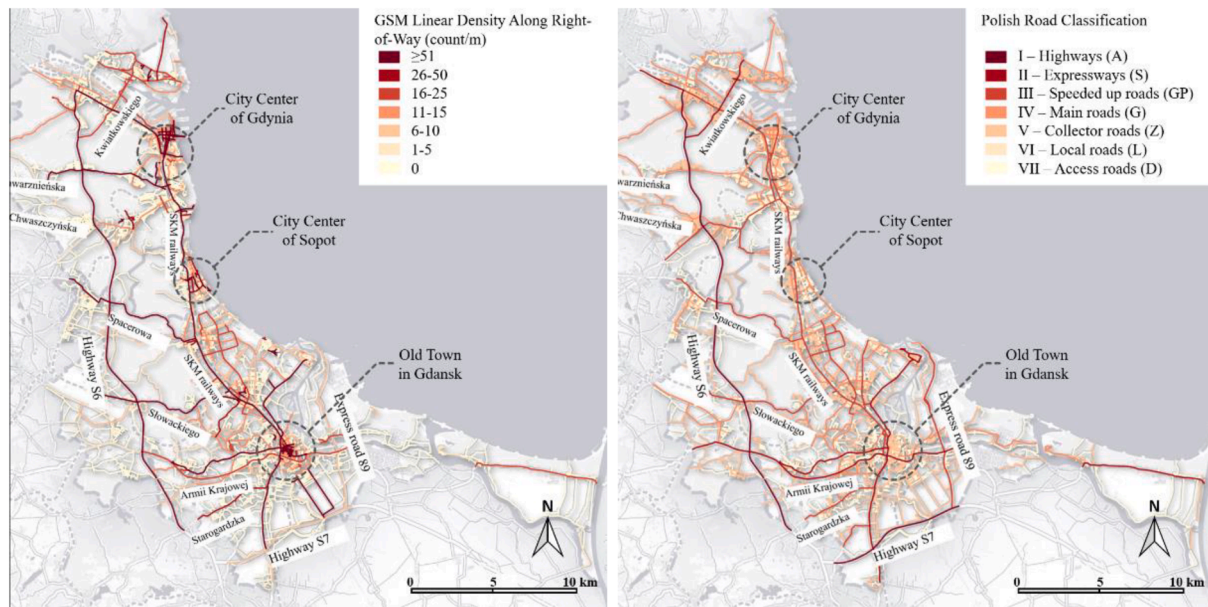 GSM Linear Density Along Right-
of-Way (count/m)
≥51
26-50
16-25
11-15
6-10
1-5
0
City Center
of Gdynia
Kwiatkowskiego
hwarznieńska
Chwaszczyńska
SKM railways
City Center
of Sopot
Spacerowa
Highway S6
SKM railways
Old Town
in Gdansk
Słowackiego
Express road 89
Armii Krajowej
Starogardzka
Highway S7
N
0 5 10 km
Polish Road Classification
I – Highways (A)
II – Expressways (S)
III – Speeded up roads (GP)
IV – Main roads (G)
V – Collector roads (Z)
VI – Local roads (L)
VII – Access roads (D)
City Center
of Gdynia
Kwiatkowskiego
warznieńska
Chwaszczyńska
SKM railways
City Center
of Sopot
Spacerowa
Highway S6
SKM railways
Old Town
in Gdansk
Słowackiego
Express road 89
Armii Krajowej
Starogardzka
Highway S7
N
0 5 10 km